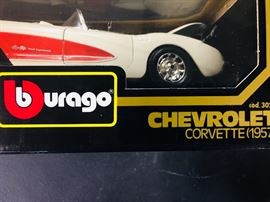 burago
cod. 30
CHEVROLET
CORVETTE (1957